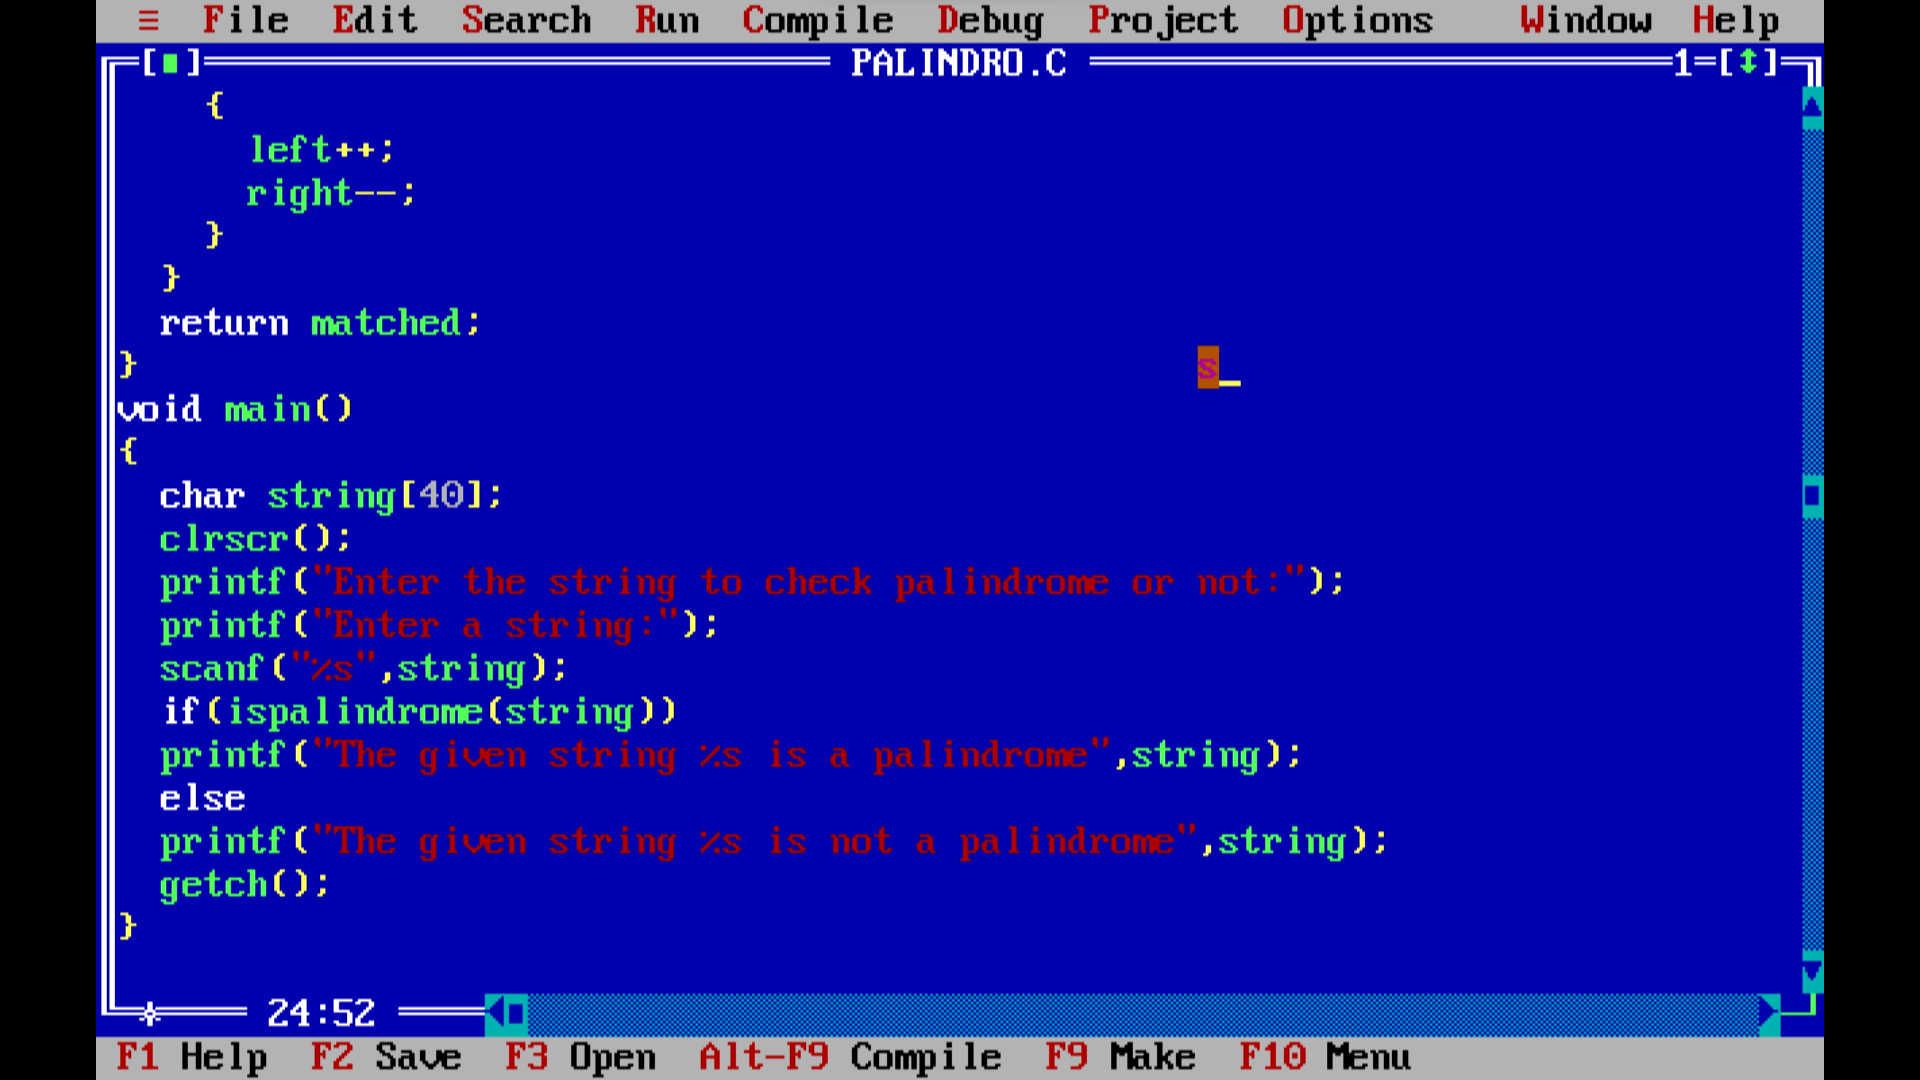 ≡ File Edit Search Run Compile Debug Project Options Window Help
[■] PALINDRO.C 1=[↕]
{
left++;
right--;
}
}
return matched;
}
s_
void main()
{
char string[40];
clrscr();
printf("Enter the string to check palindrome or not:");
printf("Enter a string:");
scanf("%s",string);
if(ispalindrome(string))
printf("The given string %s is a palindrome",string);
else
printf("The given string %s is not a palindrome",string);
getch();
}
24:52
F1 Help F2 Save F3 Open Alt-F9 Compile F9 Make F10 Menu